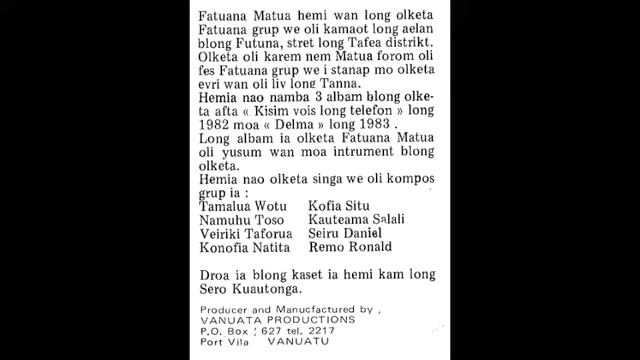 Fatuana Matua hemi wan long olketa
Fatuana grup we oli kamaot long aelan
blong Futuna, stret long Tafea distrikt.
Olketa oli karem nem Matua forom oli
fes Fatuana grup we i stanap mo olketa
evri wan oli liv long Tanna.
Hemia nao namba 3 albam blong olke-
ta afta « Kisim vois long telefon » long
1982 moa « Delma » long 1983 .
Long albam ia olketa Fatuana Matua
oli yusum wan moa intrument blong
olketa.
Hemia nao olketa singa we oli kompos
grup ia :
Tamalua Wotu Kofia Situ
Namuhu Toso Kauteama Salali
Veiriki Taforua Seiru Daniel
Konofia Natita Remo Ronald
Droa ia blong kaset ia hemi kam long
Sero Kuautonga.
Producer and Manucfactured by ,
VANUATA PRODUCTIONS
P.O. Box : 627 tel. 2217
Port Vila VANUATU